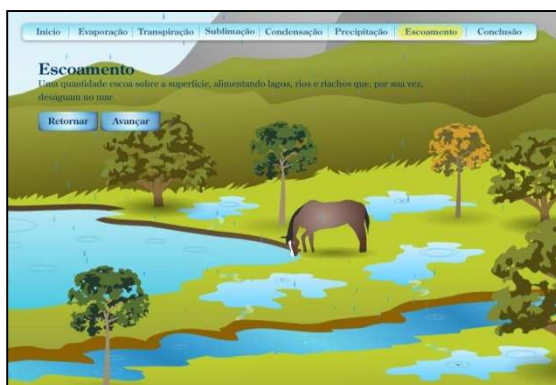 Início Evaporação Transpiração Sublimação Condensação Precipitação Escoamento Conclusão
Escoamento
Uma quantidade escoa sobre a superfície, alimentando lagos, rios e riachos que, por sua vez,
deságuam no mar.
Retornar Avançar